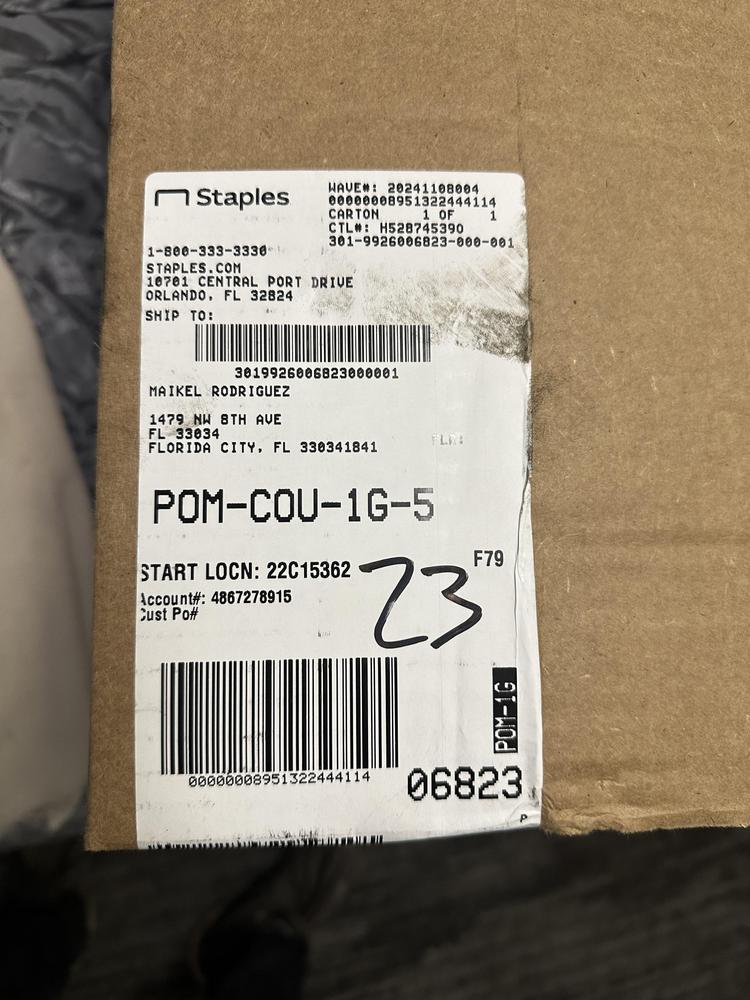 Staples
WAVE#: 20241108004
00000008951322444114
CARTON 1 OF 1
CTL#: H528745390
301-9926006823-000-001
1-800-333-3330
STAPLES.COM
10701 CENTRAL PORT DRIVE
ORLANDO, FL 32824
SHIP TO:
3019926006823000001
MAIKEL RODRIGUEZ
1479 NW 8TH AVE
FL 33034
FLORIDA CITY, FL 330341841
FLR:
POM-COU-1G-5
START LOCN: 22C15362
F79
23
Account#: 4867278915
Cust Po#
POM-1G
00000008951322444114
06823
P